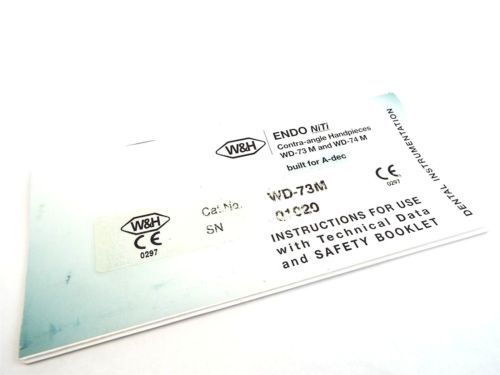 W&H
ENDO NiTi
Contra-angle Handpieces
WD-73 M and WD-74 M
built for A-dec
CE
0297
DENTAL INSTRUMENTATION
W&H
CE
0297
Cat.No. WD-73M
SN 01020
INSTRUCTIONS FOR USE
with Technical Data
and SAFETY BOOKLET